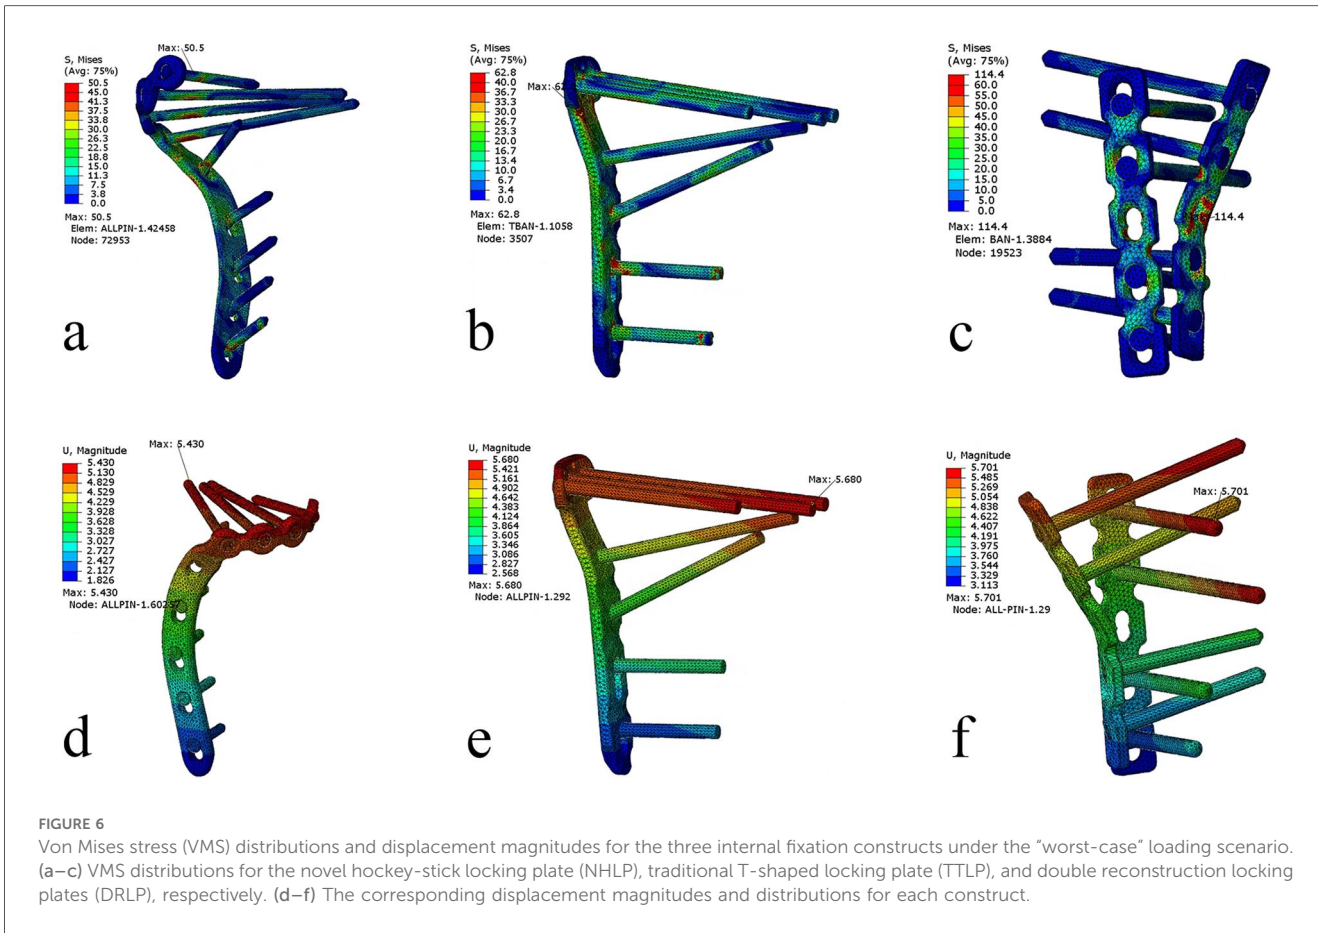 Max: 50.5
S, Mises
(Avg: 75%)
50.5
45.0
41.3
37.5
33.8
30.0
26.3
22.5
18.8
15.0
11.3
7.5
3.8
0.0
Max: 50.5
Elem: ALLPIN-1.42458
Node: 72953
a
S, Mises
(Avg: 75%)
62.8
40.0
36.7
33.3
30.0
26.7
23.3
20.0
16.7
13.4
10.0
6.7
3.4
0.0
Max: 62.8
Elem: TBAN-1.1058
Node: 3507
b
S, Mises
(Avg: 75%)
114.4
60.0
55.0
50.0
45.0
40.0
35.0
30.0
25.0
20.0
15.0
10.0
5.0
0.0
Max: 114.4
Elem: BAN-1.3884
Node: 19523
114.4
c
Max: 5.430
U, Magnitude
5.430
5.130
4.829
4.529
4.229
3.928
3.628
3.328
3.027
2.727
2.427
2.127
1.826
Max: 5.430
Node: ALLPIN-1.60257
d
U, Magnitude
5.680
5.421
5.161
4.902
4.642
4.383
4.124
3.864
3.605
3.346
3.086
2.827
2.568
Max: 5.680
Node: ALLPIN-1.292
Max: 5.680
e
U, Magnitude
5.701
5.485
5.269
5.054
4.838
4.622
4.407
4.191
3.975
3.760
3.544
3.329
3.113
Max: 5.701
Node: ALL-PIN-1.29
Max: 5.701
f
FIGURE 6
Von Mises stress (VMS) distributions and displacement magnitudes for the three internal fixation constructs under the “worst-case” loading scenario.
(a–c) VMS distributions for the novel hockey-stick locking plate (NHLP), traditional T-shaped locking plate (TTLP), and double reconstruction locking
plates (DRLP), respectively. (d–f) The corresponding displacement magnitudes and distributions for each construct.